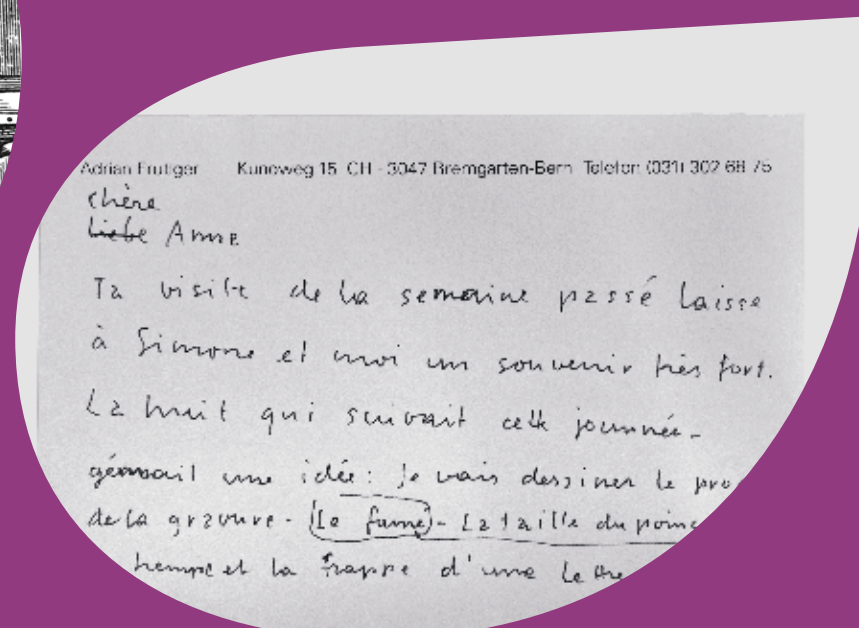 Adrian Frutiger Kunoweg 15 CH - 3047 Bremgarten-Bern Telefon (031) 302 68 75
chère
liebe Anne
Ta visite de la semaine passé laisse
à Simone et moi un souvenir très fort.
La nuit qui suivait cette journée-
une idée: je vais dessiner le
de la gravure - (Le fumé) - La taille du
trempe et la frappe d'une lettre